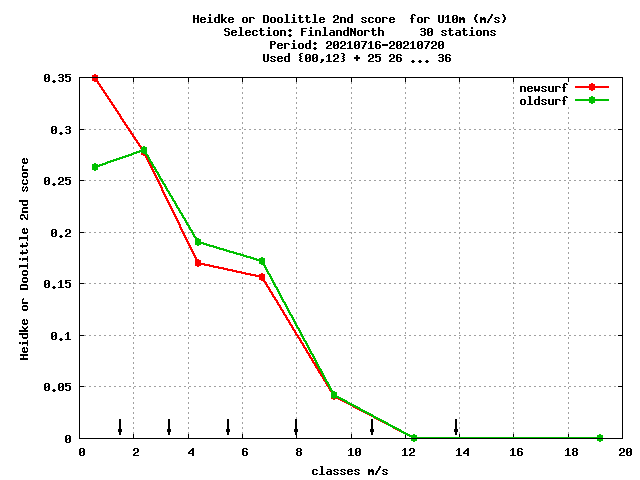 Heidke or Doolittle 2nd score  for U10m (m/s)
Selection: FinlandNorth     30 stations
Period: 20210716-20210720
Used {00,12} + 25 26 ... 36
newsurf
oldsurf
0.35
0.3
0.25
0.2
0.15
0.1
0.05
0
Heidke or Doolittle 2nd score
0 2 4 6 8 10 12 14 16 18 20
classes m/s